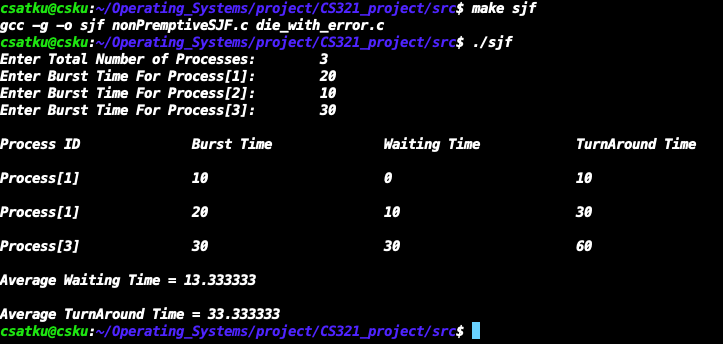 csatku@csku:~/Operating_Systems/project/CS321_project/src$ make sjf
gcc -g -o sjf nonPremptiveSJF.c die_with_error.c
csatku@csku:~/Operating_Systems/project/CS321_project/src$ ./sjf
Enter Total Number of Processes: 3
Enter Burst Time For Process[1]: 20
Enter Burst Time For Process[2]: 10
Enter Burst Time For Process[3]: 30
Process ID Burst Time Waiting Time TurnAround Time
Process[1] 10 0 10
Process[1] 20 10 30
Process[3] 30 30 60
Average Waiting Time = 13.333333
Average TurnAround Time = 33.333333
csatku@csku:~/Operating_Systems/project/CS321_project/src$